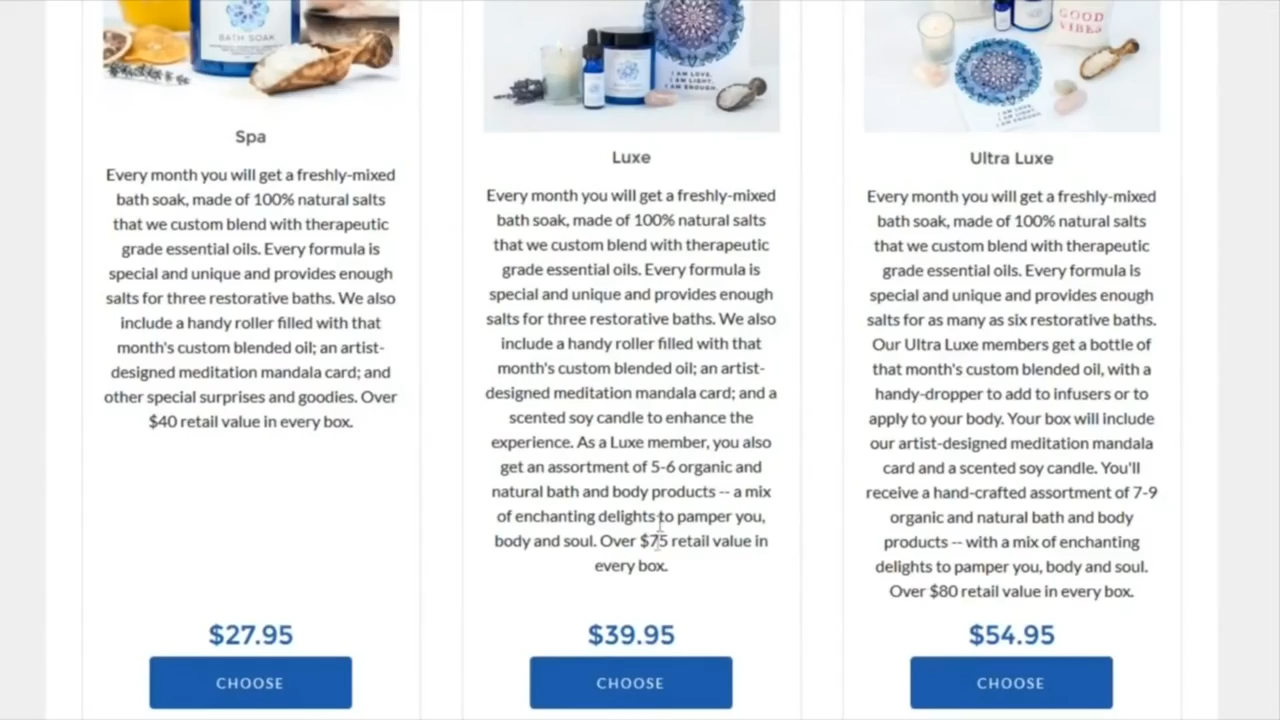 BATH SOAK
I AM LOVE.
I AM LIGHT.
I AM ENOUGH.
GOOD
VIBES
I AM LOVE.
I AM LIGHT.
I AM ENOUGH.
Spa
Every month you will get a freshly-mixed
bath soak, made of 100% natural salts
that we custom blend with therapeutic
grade essential oils. Every formula is
special and unique and provides enough
salts for three restorative baths. We also
include a handy roller filled with that
month's custom blended oil; an artist-
designed meditation mandala card; and
other special surprises and goodies. Over
$40 retail value in every box.
$27.95
CHOOSE
Luxe
Every month you will get a freshly-mixed
bath soak, made of 100% natural salts
that we custom blend with therapeutic
grade essential oils. Every formula is
special and unique and provides enough
salts for three restorative baths. We also
include a handy roller filled with that
month's custom blended oil; an artist-
designed meditation mandala card; and a
scented soy candle to enhance the
experience. As a Luxe member, you also
get an assortment of 5-6 organic and
natural bath and body products -- a mix
of enchanting delights to pamper you,
body and soul. Over $75 retail value in
every box.
$39.95
CHOOSE
Ultra Luxe
Every month you will get a freshly-mixed
bath soak, made of 100% natural salts
that we custom blend with therapeutic
grade essential oils. Every formula is
special and unique and provides enough
salts for as many as six restorative baths.
Our Ultra Luxe members get a bottle of
that month's custom blended oil, with a
handy-dropper to add to infusers or to
apply to your body. Your box will include
our artist-designed meditation mandala
card and a scented soy candle. You'll
receive a hand-crafted assortment of 7-9
organic and natural bath and body
products -- with a mix of enchanting
delights to pamper you, body and soul.
Over $80 retail value in every box.
$54.95
CHOOSE